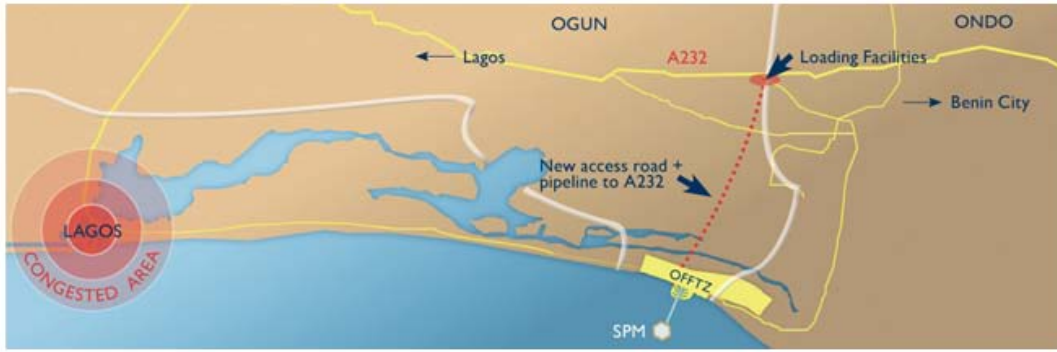 OGUN
ONDO
Lagos
A232
Loading Facilities
Benin City
New access road +
pipeline to A232
LAGOS
CONGESTED AREA
OFFTZ
SPM